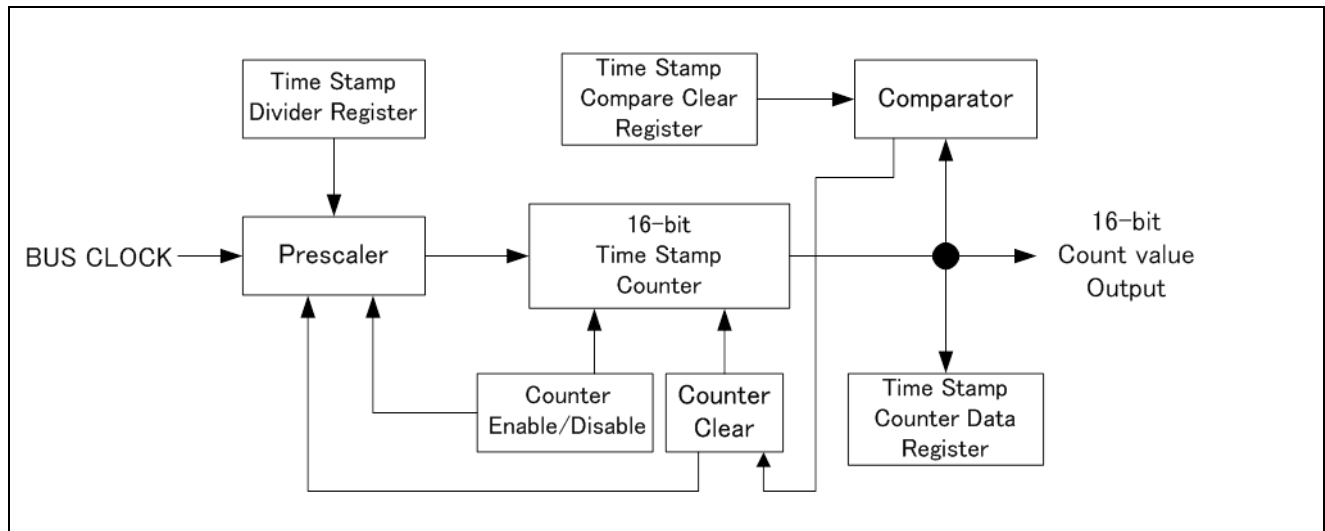 Time Stamp
Divider Register
Time Stamp
Compare Clear
Register
Comparator
BUS CLOCK
Prescaler
16-bit
Time Stamp
Counter
16-bit
Count value
Output
Counter
Enable/Disable
Counter
Clear
Time Stamp
Counter Data
Register